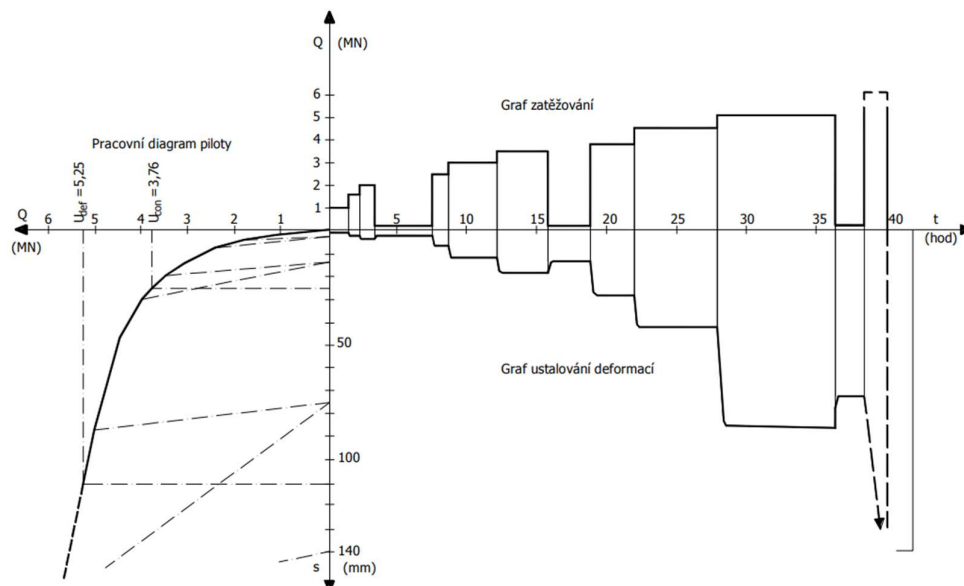 Q (MN)
6
5
4
3
2
1
Graf zatěžování
Pracovní diagram piloty
U def = 5,25
U con = 3,76
Q
(MN)
6 5 4 3 2 1
5 10 15 20 25 30 35 40 t
(hod)
50
Graf ustalování deformací
100
140
s (mm)